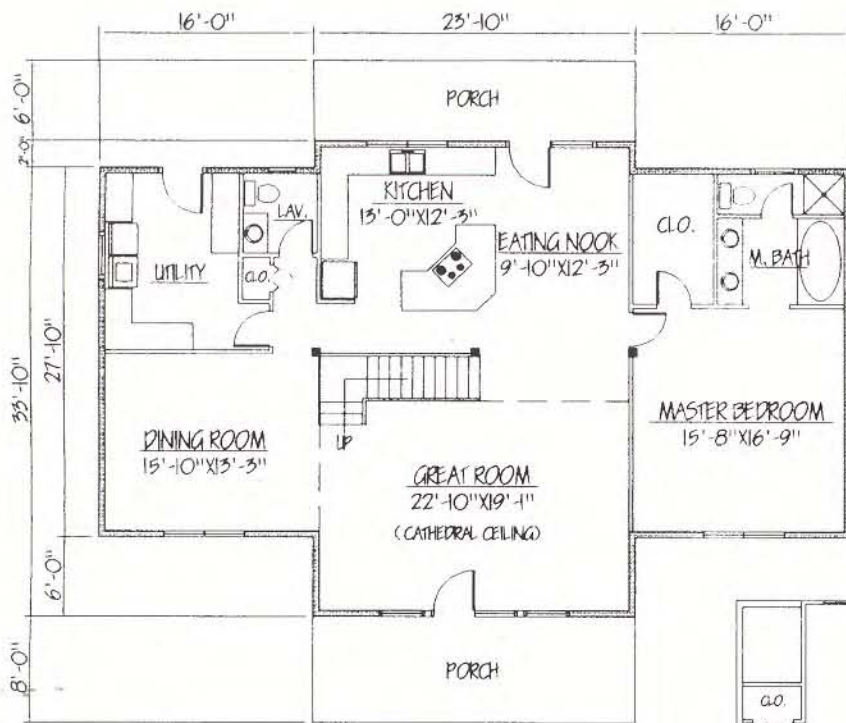 16'-0" 23'-10" 16'-0"
6'-0"
PORCH
2'-0"
KITCHEN
13'-0"X12'-3"
LAV.
EATING NOOK
9'-10"X12'-3"
CLO.
M. BATH
UTILITY
CLO.
27'-10"
33'-10"
MASTER BEDROOM
15'-8"X16'-9"
DINING ROOM
15'-10"X13'-3"
UP
GREAT ROOM
22'-10"X19'-1"
(CATHEDRAL CEILING)
6'-0"
8'-0"
PORCH
CLO.